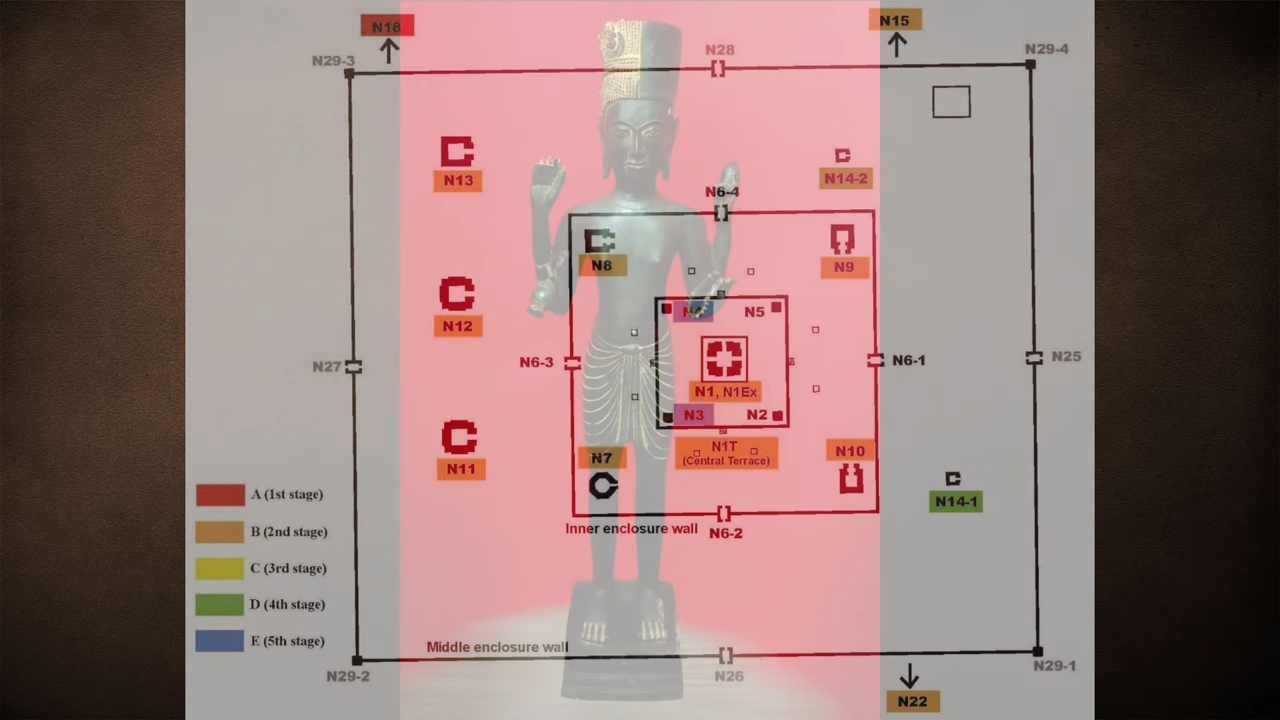 N18
N15
N29-3
N28
N29-4
N13
N14-2
N6-4
N8
N9
N4
N5
N12
N27
N6-3
N6-1
N25
N1, N1Ex
N3
N2
N1T
(Central Terrace)
N11
N7
N10
N14-1
Inner enclosure wall
N6-2
A (1st stage)
B (2nd stage)
C (3rd stage)
D (4th stage)
E (5th stage)
Middle enclosure wall
N29-2
N26
N29-1
N22